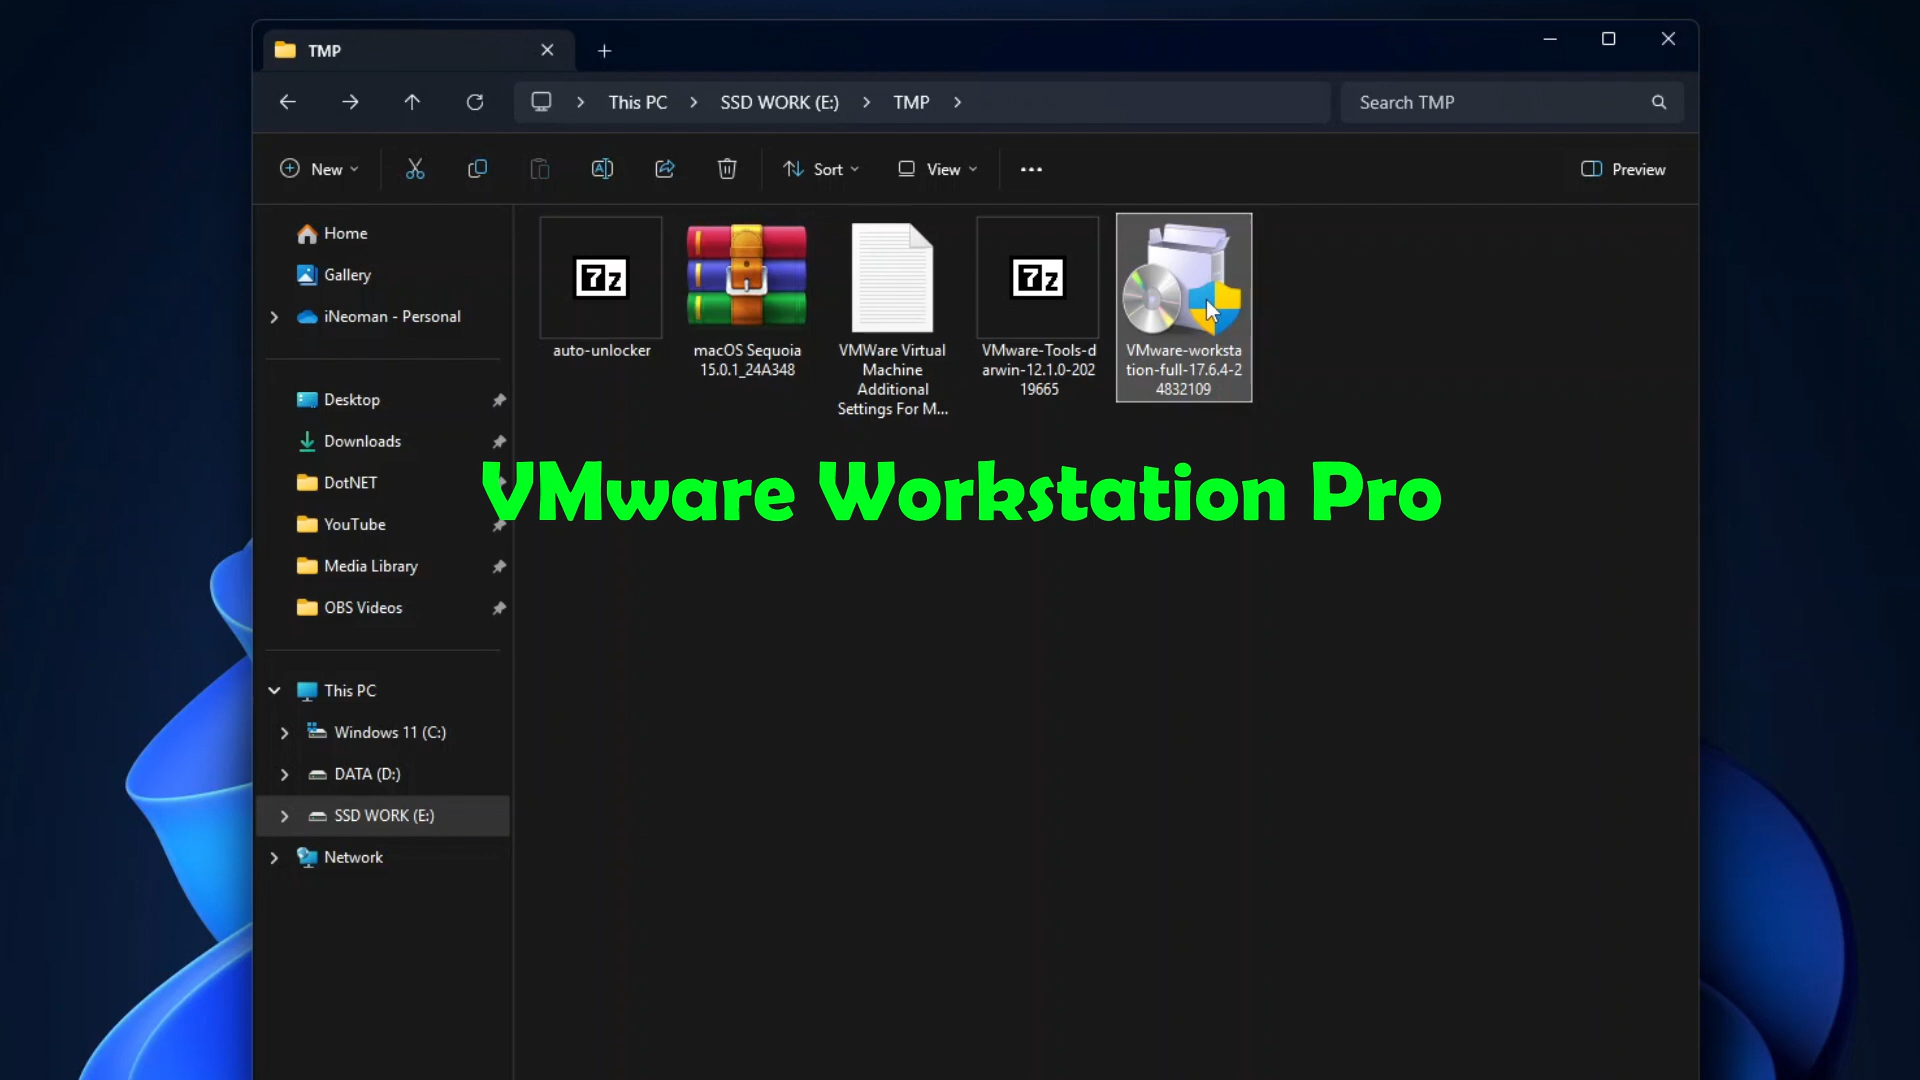 TMP
This PC
SSD WORK (E:)
TMP
Search TMP
New
Sort
View
Preview
Home
Gallery
iNeoman - Personal
Desktop
Downloads
DotNET
YouTube
Media Library
OBS Videos
This PC
Windows 11 (C:)
DATA (D:)
SSD WORK (E:)
Network
7z
auto-unlocker
macOS Sequoia
15.0.1_24A348
VMWare Virtual
Machine
Additional
Settings For M...
7z
VMware-Tools-d
arwin-12.1.0-202
19665
VMware-worksta
tion-full-17.6.4-2
4832109
VMware Workstation Pro